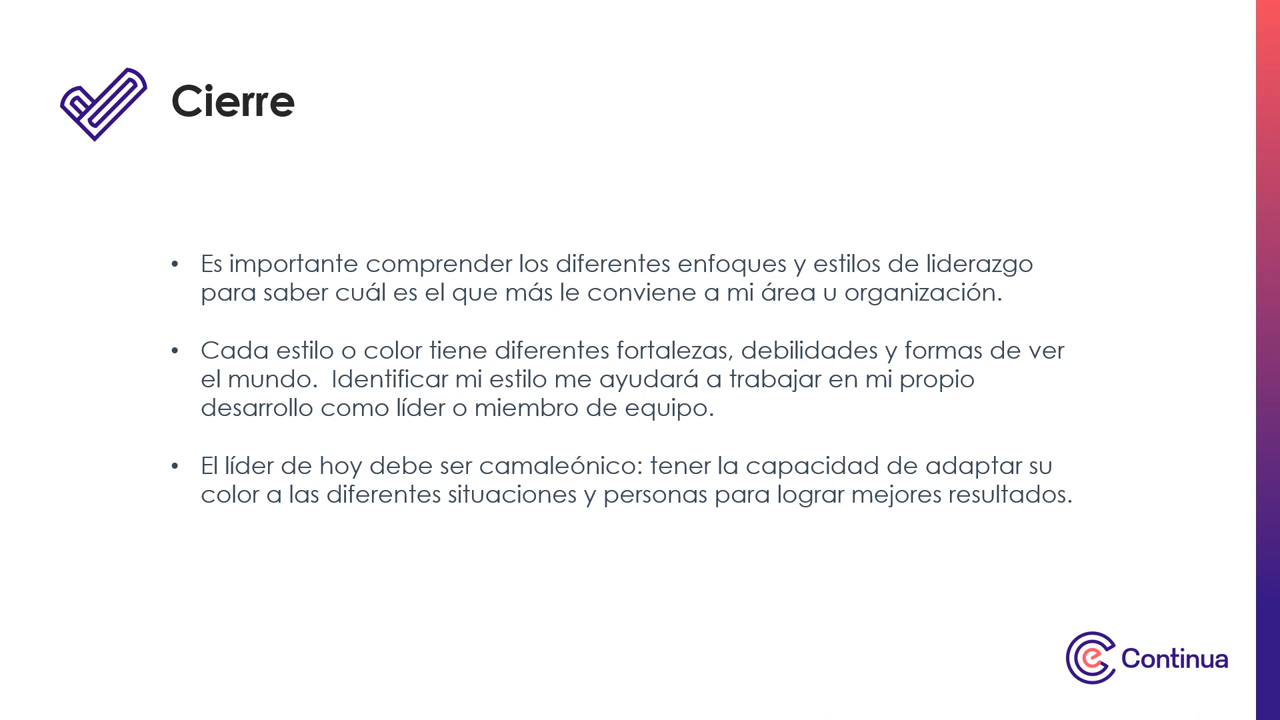 Cierre
• Es importante comprender los diferentes enfoques y estilos de liderazgo
para saber cuál es el que más le conviene a mi área u organización.
• Cada estilo o color tiene diferentes fortalezas, debilidades y formas de ver
el mundo.  Identificar mi estilo me ayudará a trabajar en mi propio
desarrollo como líder o miembro de equipo.
• El líder de hoy debe ser camaleónico: tener la capacidad de adaptar su
color a las diferentes situaciones y personas para lograr mejores resultados.
e Continua